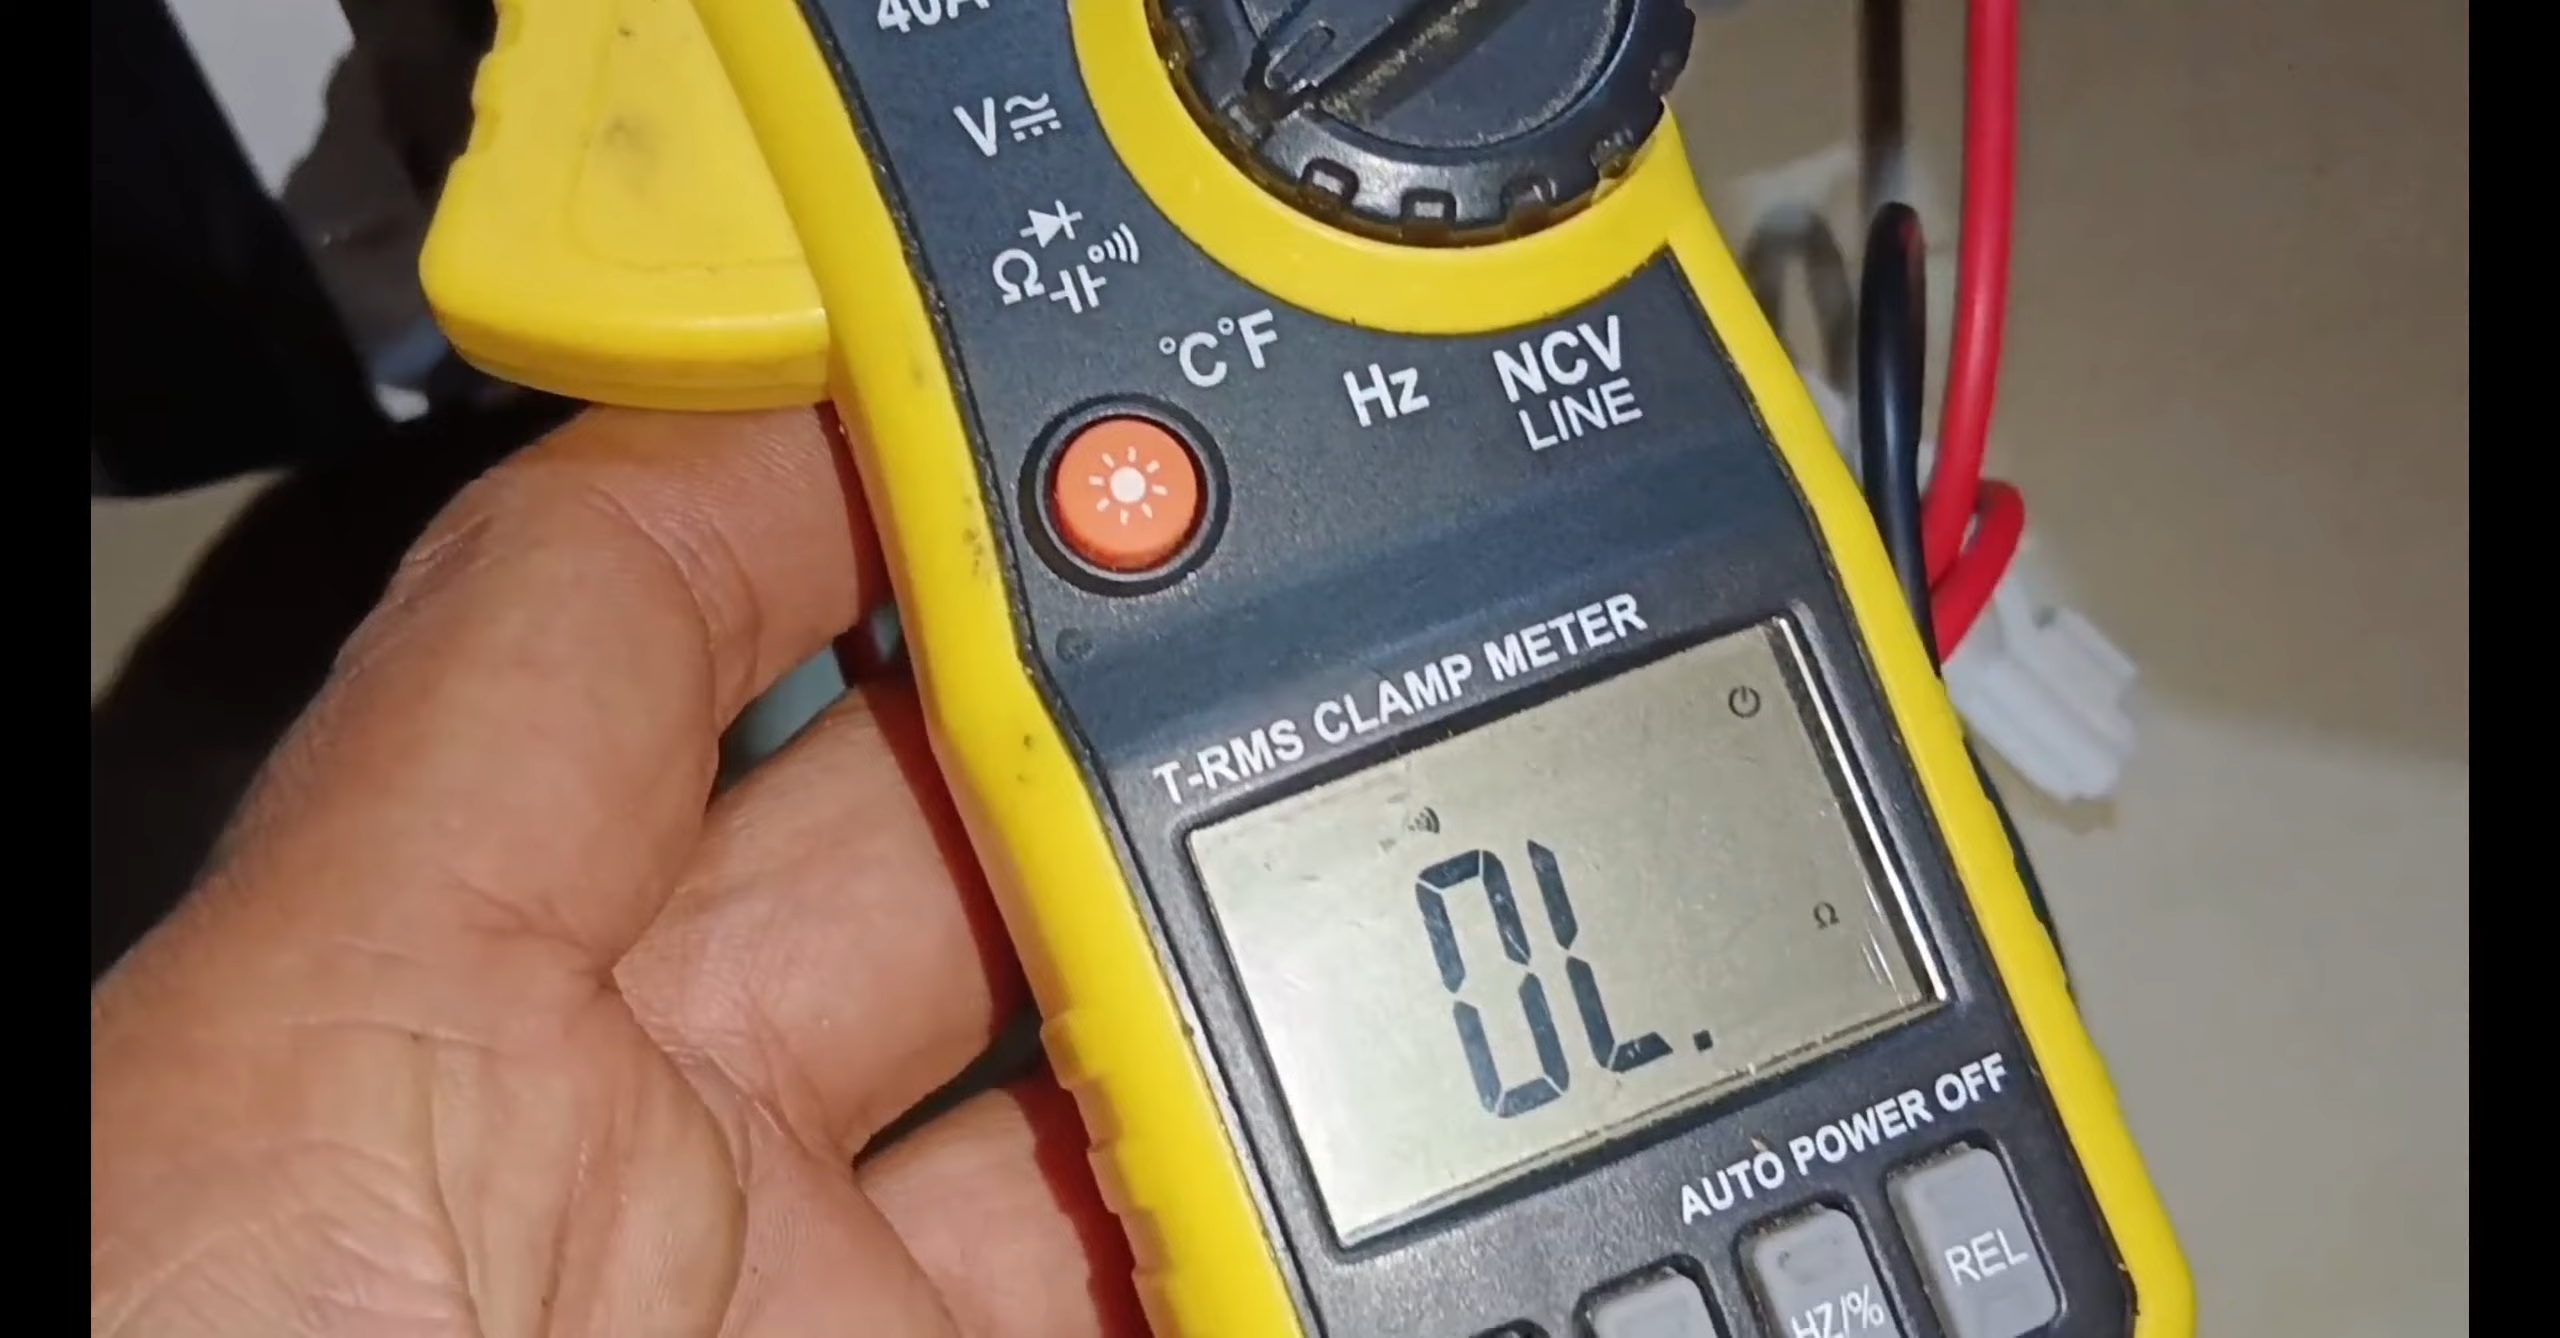 40A
V
Ω
°C°F
Hz
NCV
LINE
T-RMS CLAMP METER
Ω
OL.
AUTO POWER OFF
HZ/%
REL